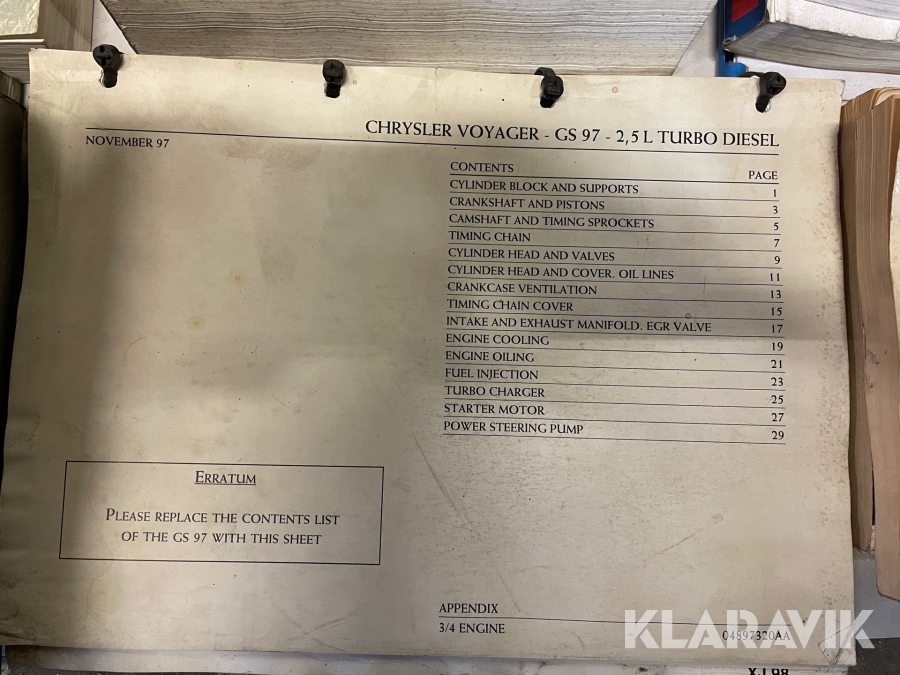 CHRYSLER VOYAGER - GS 97 - 2,5 L TURBO DIESEL
NOVEMBER 97
CONTENTS PAGE
CYLINDER BLOCK AND SUPPORTS 1
CRANKSHAFT AND PISTONS 3
CAMSHAFT AND TIMING SPROCKETS 5
TIMING CHAIN 7
CYLINDER HEAD AND VALVES 9
CYLINDER HEAD AND COVER. OIL LINES 11
CRANKCASE VENTILATION 13
TIMING CHAIN COVER 15
INTAKE AND EXHAUST MANIFOLD. EGR VALVE 17
ENGINE COOLING 19
ENGINE OILING 21
FUEL INJECTION 23
TURBO CHARGER 25
STARTER MOTOR 27
POWER STEERING PUMP 29
ERRATUM
PLEASE REPLACE THE CONTENTS LIST
OF THE GS 97 WITH THIS SHEET
APPENDIX
3/4 ENGINE 04897320AA
KLARAVIK